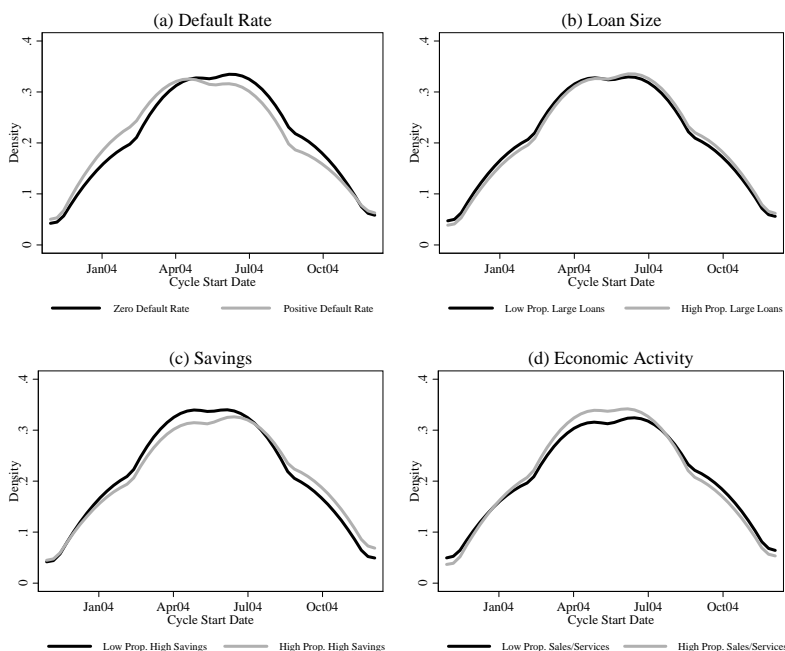 (a) Default Rate
(b) Loan Size
Density
0 .1 .2 .3 .4
Jan04 Apr04 Jul04 Oct04
Cycle Start Date
Zero Default Rate Positive Default Rate
Density
0 .1 .2 .3 .4
Jan04 Apr04 Jul04 Oct04
Cycle Start Date
Low Prop. Large Loans High Prop. Large Loans
(c) Savings
(d) Economic Activity
Density
0 .1 .2 .3 .4
Jan04 Apr04 Jul04 Oct04
Cycle Start Date
Low Prop. High Savings High Prop. High Savings
Density
0 .1 .2 .3 .4
Jan04 Apr04 Jul04 Oct04
Cycle Start Date
Low Prop. Sales/Services High Prop. Sales/Services